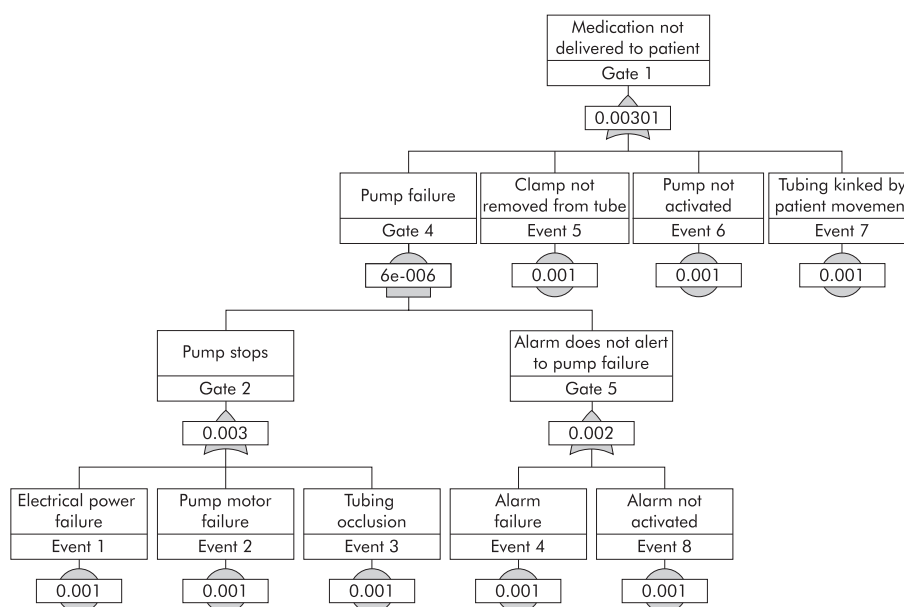 Medication not
delivered to patient
Gate 1
0.00301
Pump failure
Gate 4
6e-006
Clamp not
removed from tube
Event 5
0.001
Pump not
activated
Event 6
0.001
Tubing kinked by
patient movemen
Event 7
0.001
Pump stops
Gate 2
0.003
Alarm does not alert
to pump failure
Gate 5
0.002
Electrical power
failure
Event 1
0.001
Pump motor
failure
Event 2
0.001
Tubing
occlusion
Event 3
0.001
Alarm
failure
Event 4
0.001
Alarm not
activated
Event 8
0.001